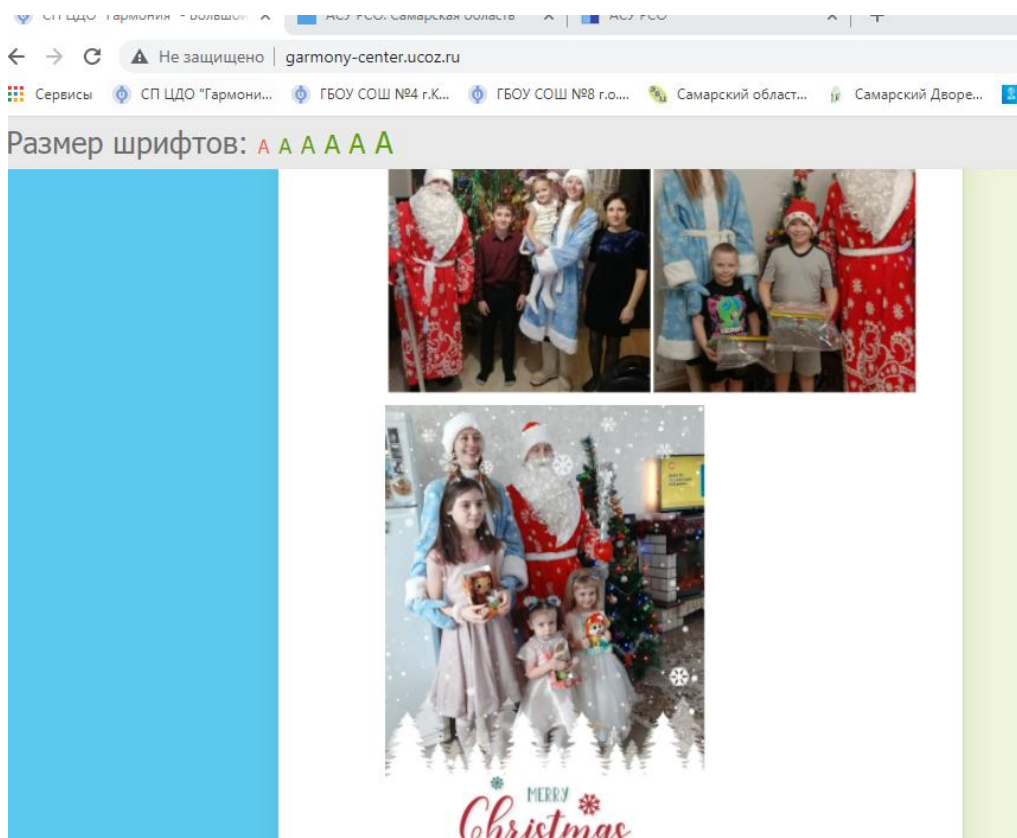 СП ЦДО "Гармония" - Большой
АСУ РСО. Самарская область
АСУ РСО
Не защищено
garmony-center.ucoz.ru
Сервисы
СП ЦДО "Гармони...
ГБОУ СОШ №4 г.К...
ГБОУ СОШ №8 г.о....
Самарский област...
Самарский Дворе...
Размер шрифтов: А А А А А А
MERRY
Christmas